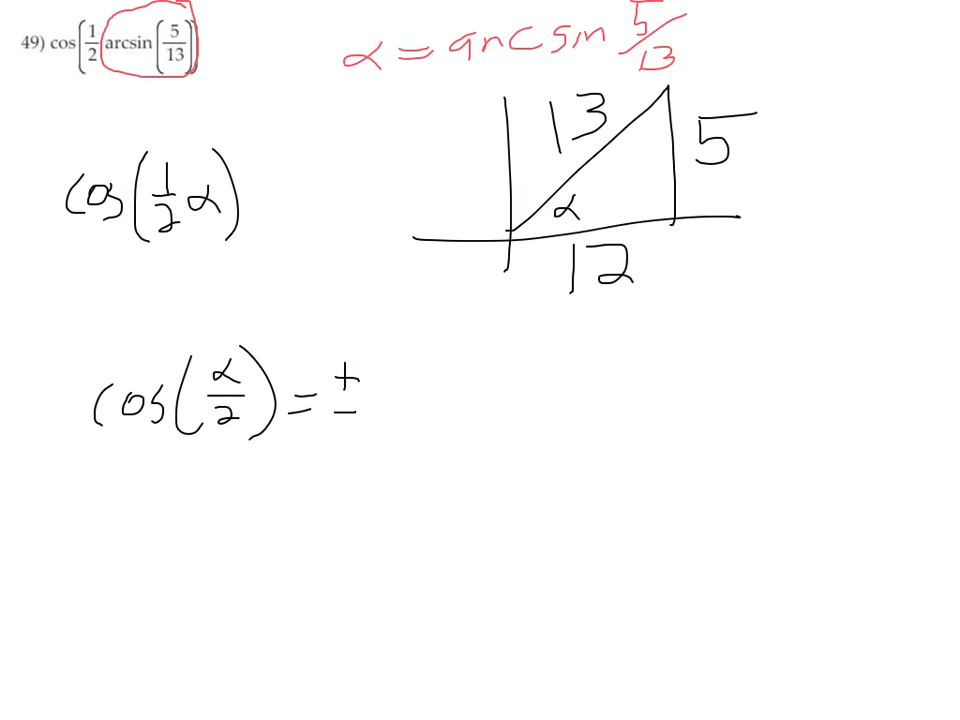 49) cos(1/2 arcsin(5/13))
α = arcsin 5/13
13
5
α
12
cos(1/2 α)
cos(α/2) = ±